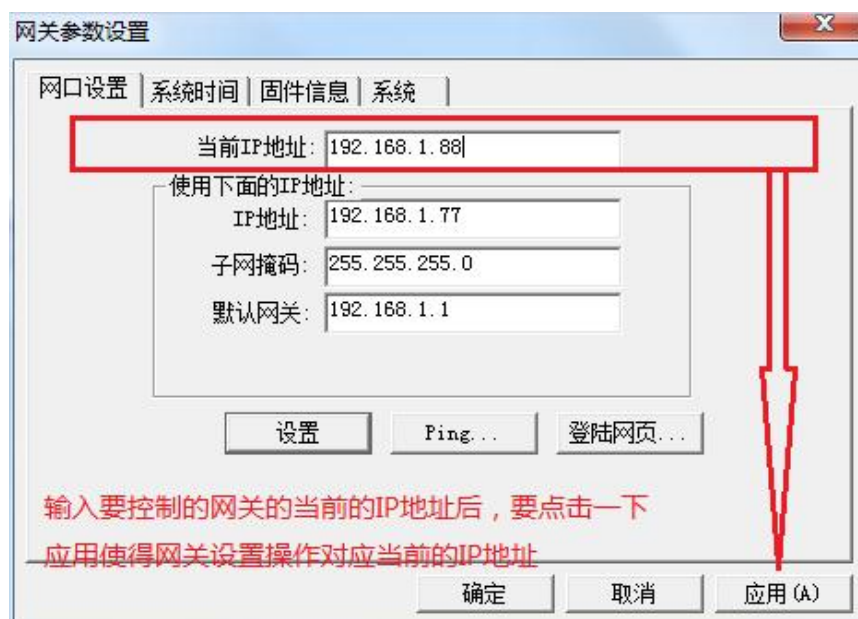 网关参数设置
网口设置 系统时间 固件信息 系统
当前IP地址: 192.168.1.88
使用下面的IP地址:
IP地址: 192.168.1.77
子网掩码: 255.255.255.0
默认网关: 192.168.1.1
设置 Ping... 登陆网页...
输入要控制的网关的当前的IP地址后，要点击一下
应用使得网关设置操作对应当前的IP地址
确定 取消 应用(A)